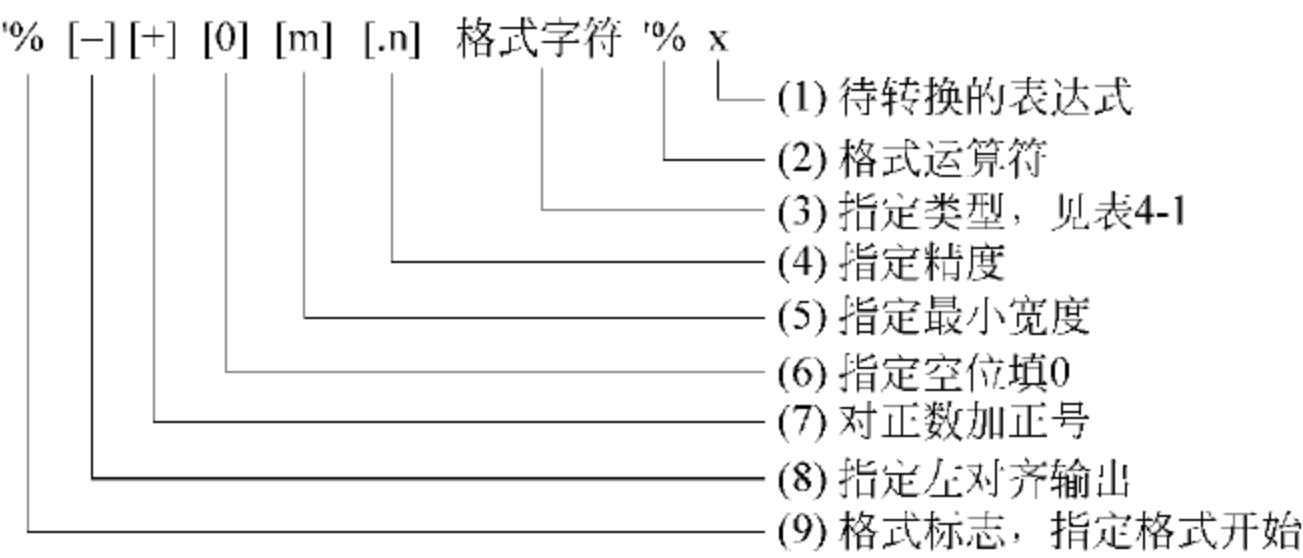 '% [–] [+] [0] [m] [.n] 格式字符 '% x
(1) 待转换的表达式
(2) 格式运算符
(3) 指定类型，见表4-1
(4) 指定精度
(5) 指定最小宽度
(6) 指定空位填0
(7) 对正数加正号
(8) 指定左对齐输出
(9) 格式标志，指定格式开始